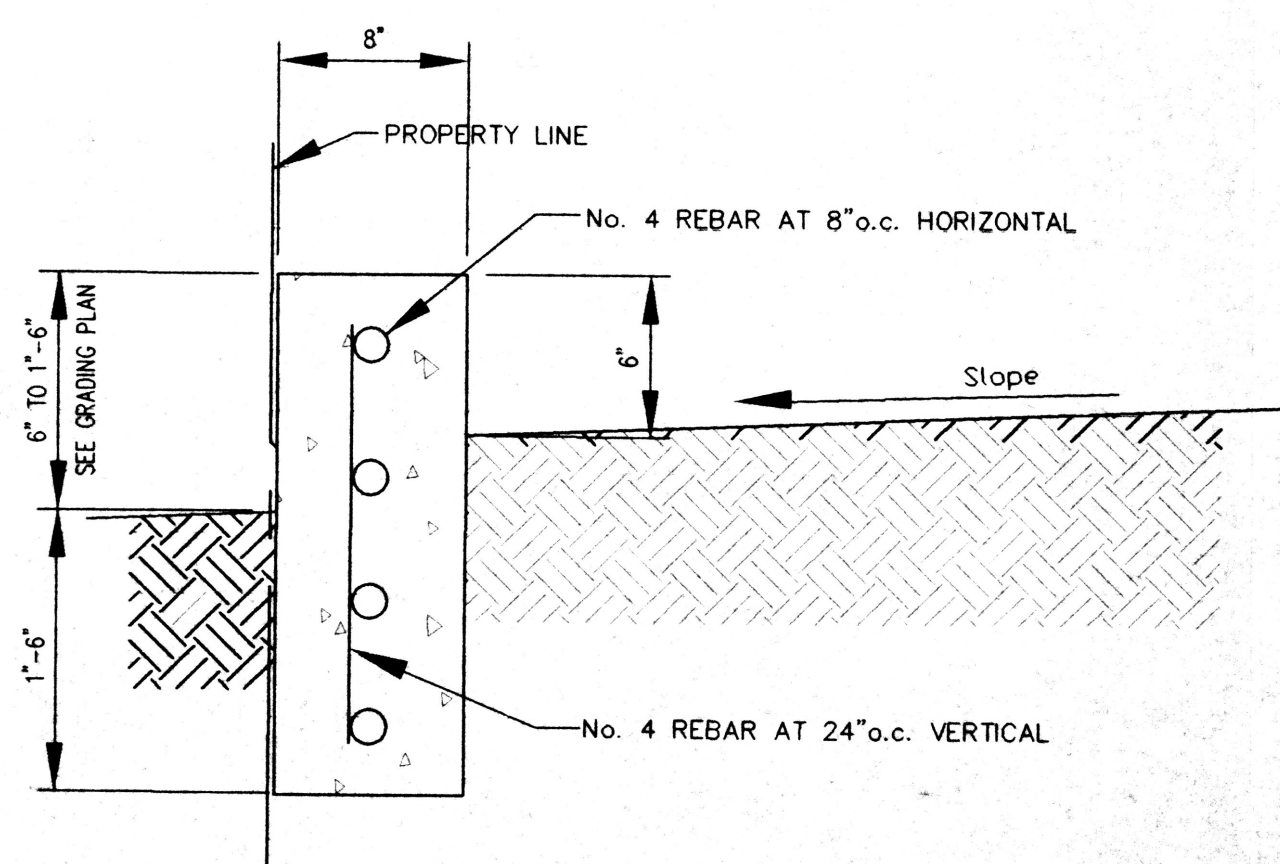 8"
PROPERTY LINE
No. 4 REBAR AT 8"o.c. HORIZONTAL
6" TO 1"-6"
SEE GRADING PLAN
6"
Slope
1"-6"
No. 4 REBAR AT 24"o.c. VERTICAL